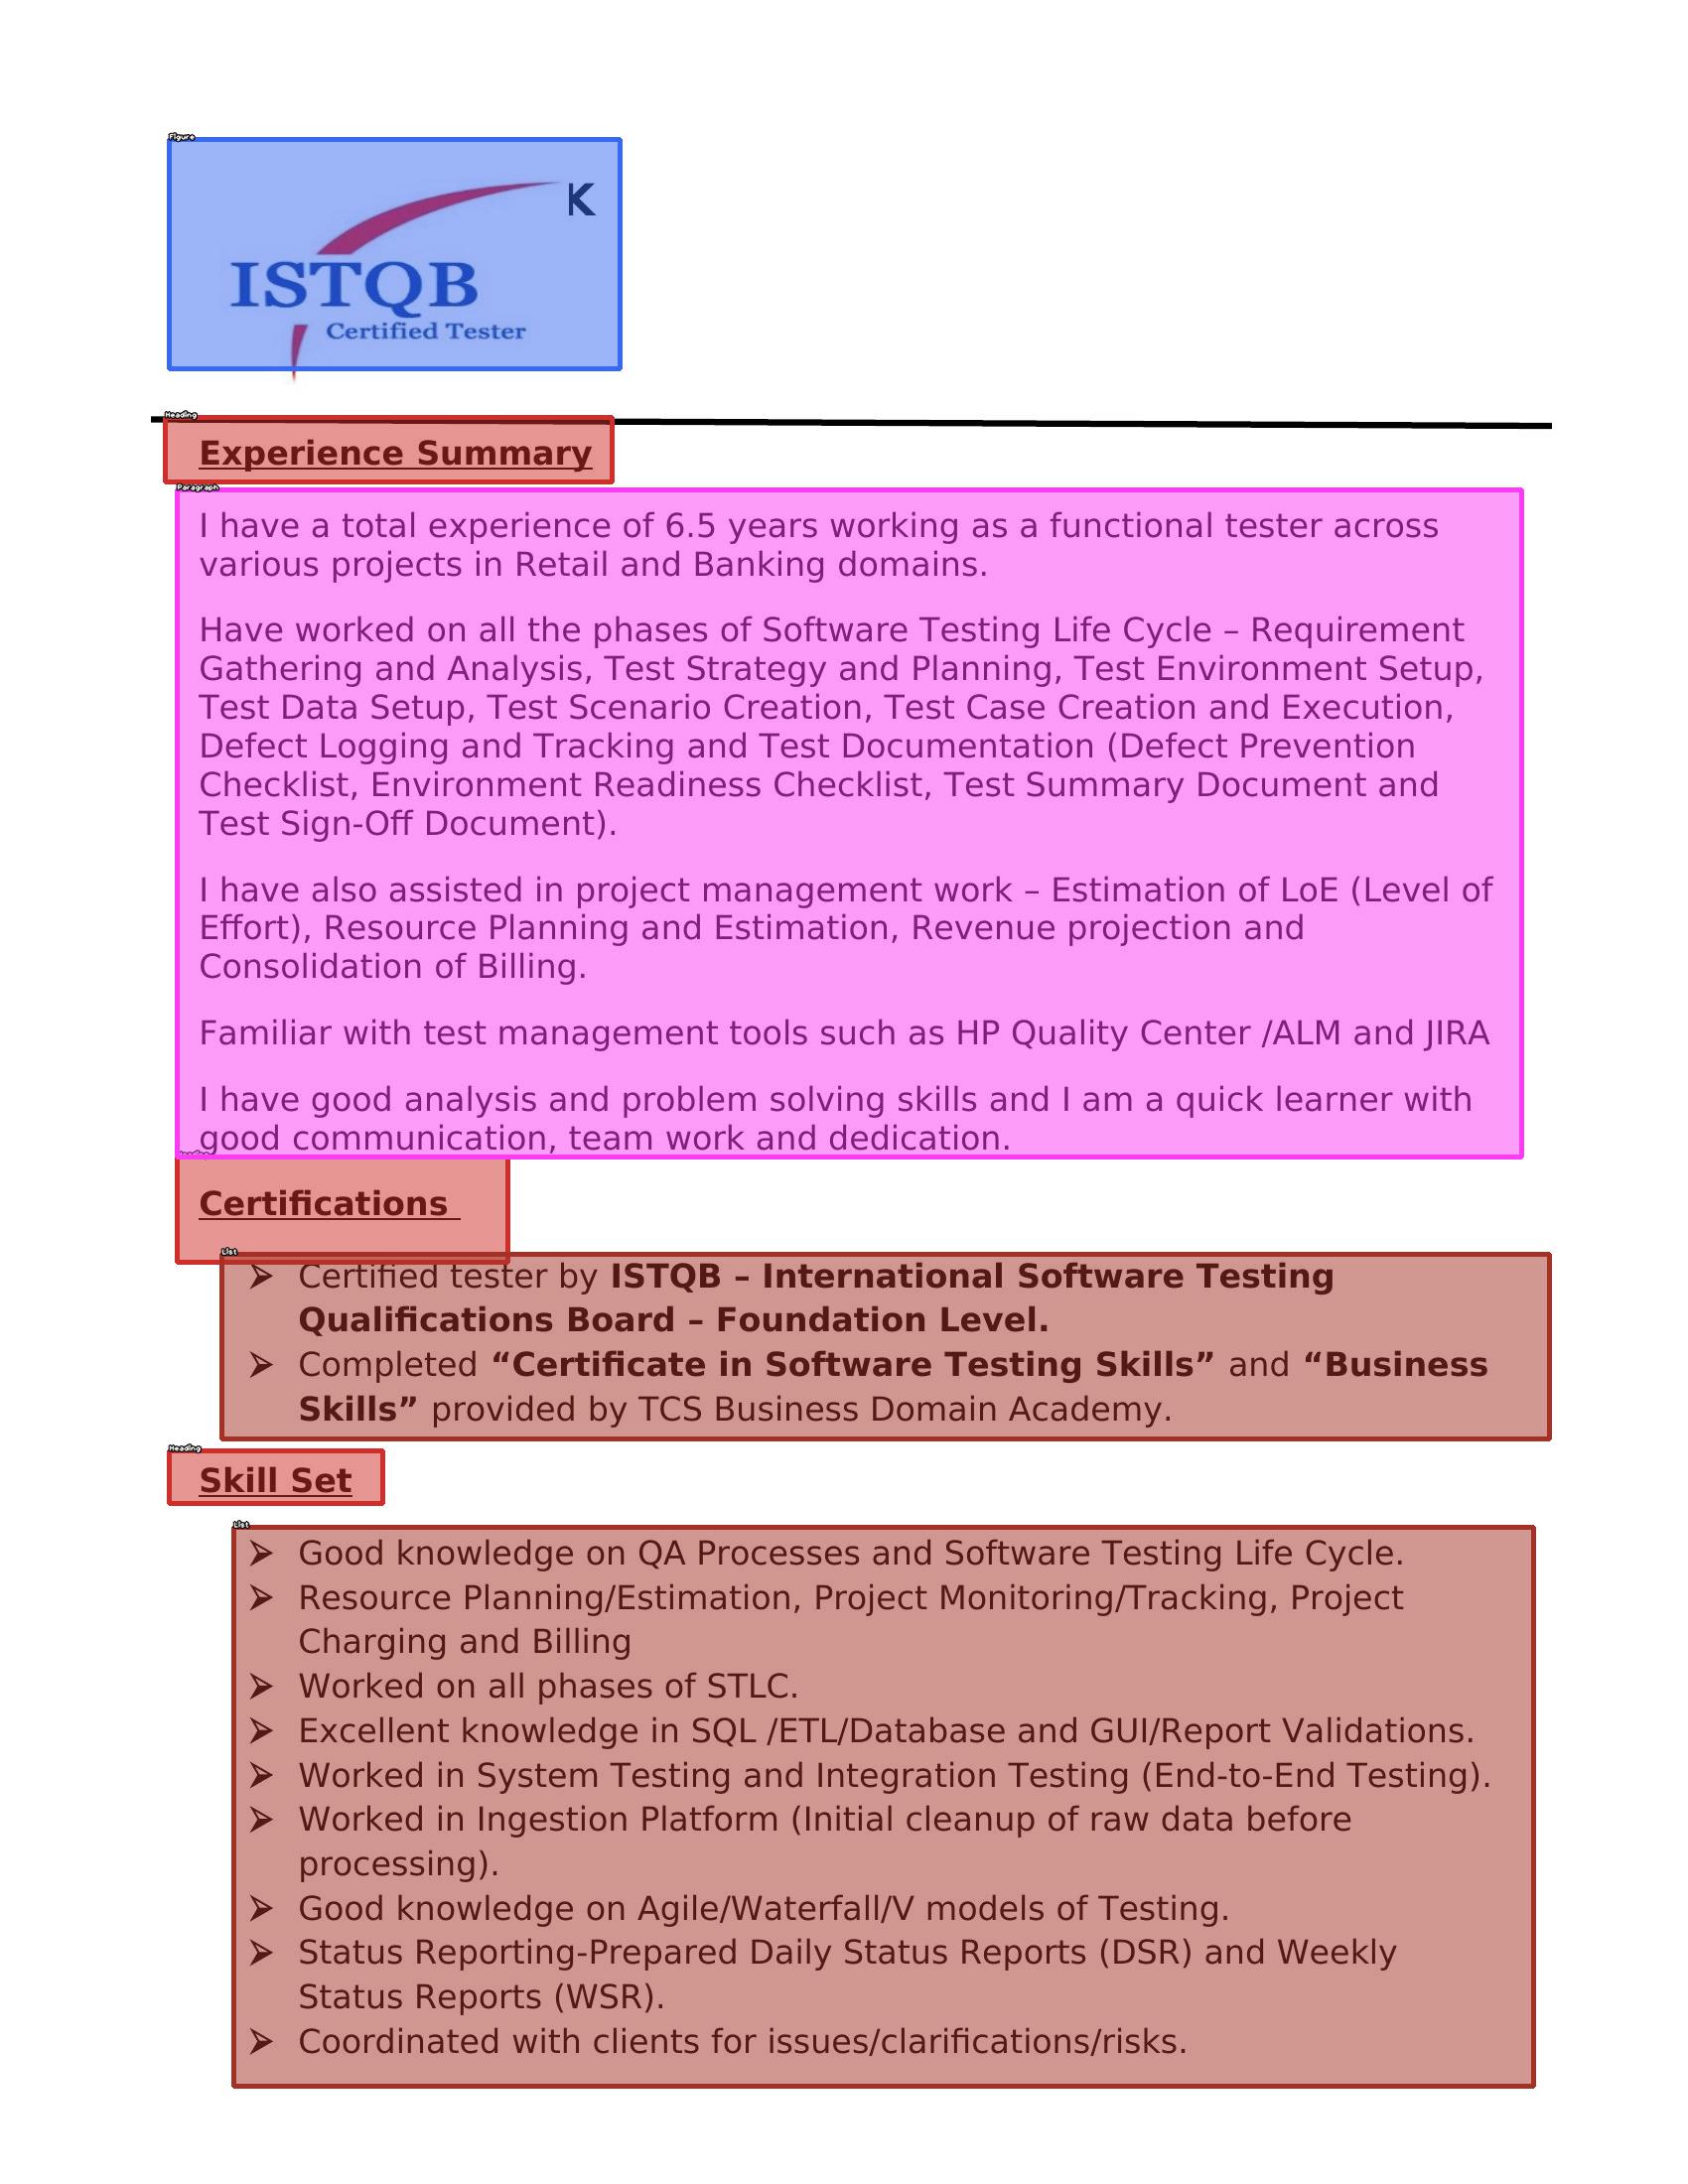 Figure
K
ISTQB
Certified Tester
Heading
Experience Summary
Paragraph
I have a total experience of 6.5 years working as a functional tester across
various projects in Retail and Banking domains.
Have worked on all the phases of Software Testing Life Cycle – Requirement
Gathering and Analysis, Test Strategy and Planning, Test Environment Setup,
Test Data Setup, Test Scenario Creation, Test Case Creation and Execution,
Defect Logging and Tracking and Test Documentation (Defect Prevention
Checklist, Environment Readiness Checklist, Test Summary Document and
Test Sign-Off Document).
I have also assisted in project management work – Estimation of LoE (Level of
Effort), Resource Planning and Estimation, Revenue projection and
Consolidation of Billing.
Familiar with test management tools such as HP Quality Center /ALM and JIRA
I have good analysis and problem solving skills and I am a quick learner with
good communication, team work and dedication.
Heading
Certifications
List
➢ Certified tester by ISTQB – International Software Testing
Qualifications Board – Foundation Level.
➢ Completed “Certificate in Software Testing Skills” and “Business
Skills” provided by TCS Business Domain Academy.
Heading
Skill Set
List
➢ Good knowledge on QA Processes and Software Testing Life Cycle.
➢ Resource Planning/Estimation, Project Monitoring/Tracking, Project
Charging and Billing
➢ Worked on all phases of STLC.
➢ Excellent knowledge in SQL /ETL/Database and GUI/Report Validations.
➢ Worked in System Testing and Integration Testing (End-to-End Testing).
➢ Worked in Ingestion Platform (Initial cleanup of raw data before
processing).
➢ Good knowledge on Agile/Waterfall/V models of Testing.
➢ Status Reporting-Prepared Daily Status Reports (DSR) and Weekly
Status Reports (WSR).
➢ Coordinated with clients for issues/clarifications/risks.